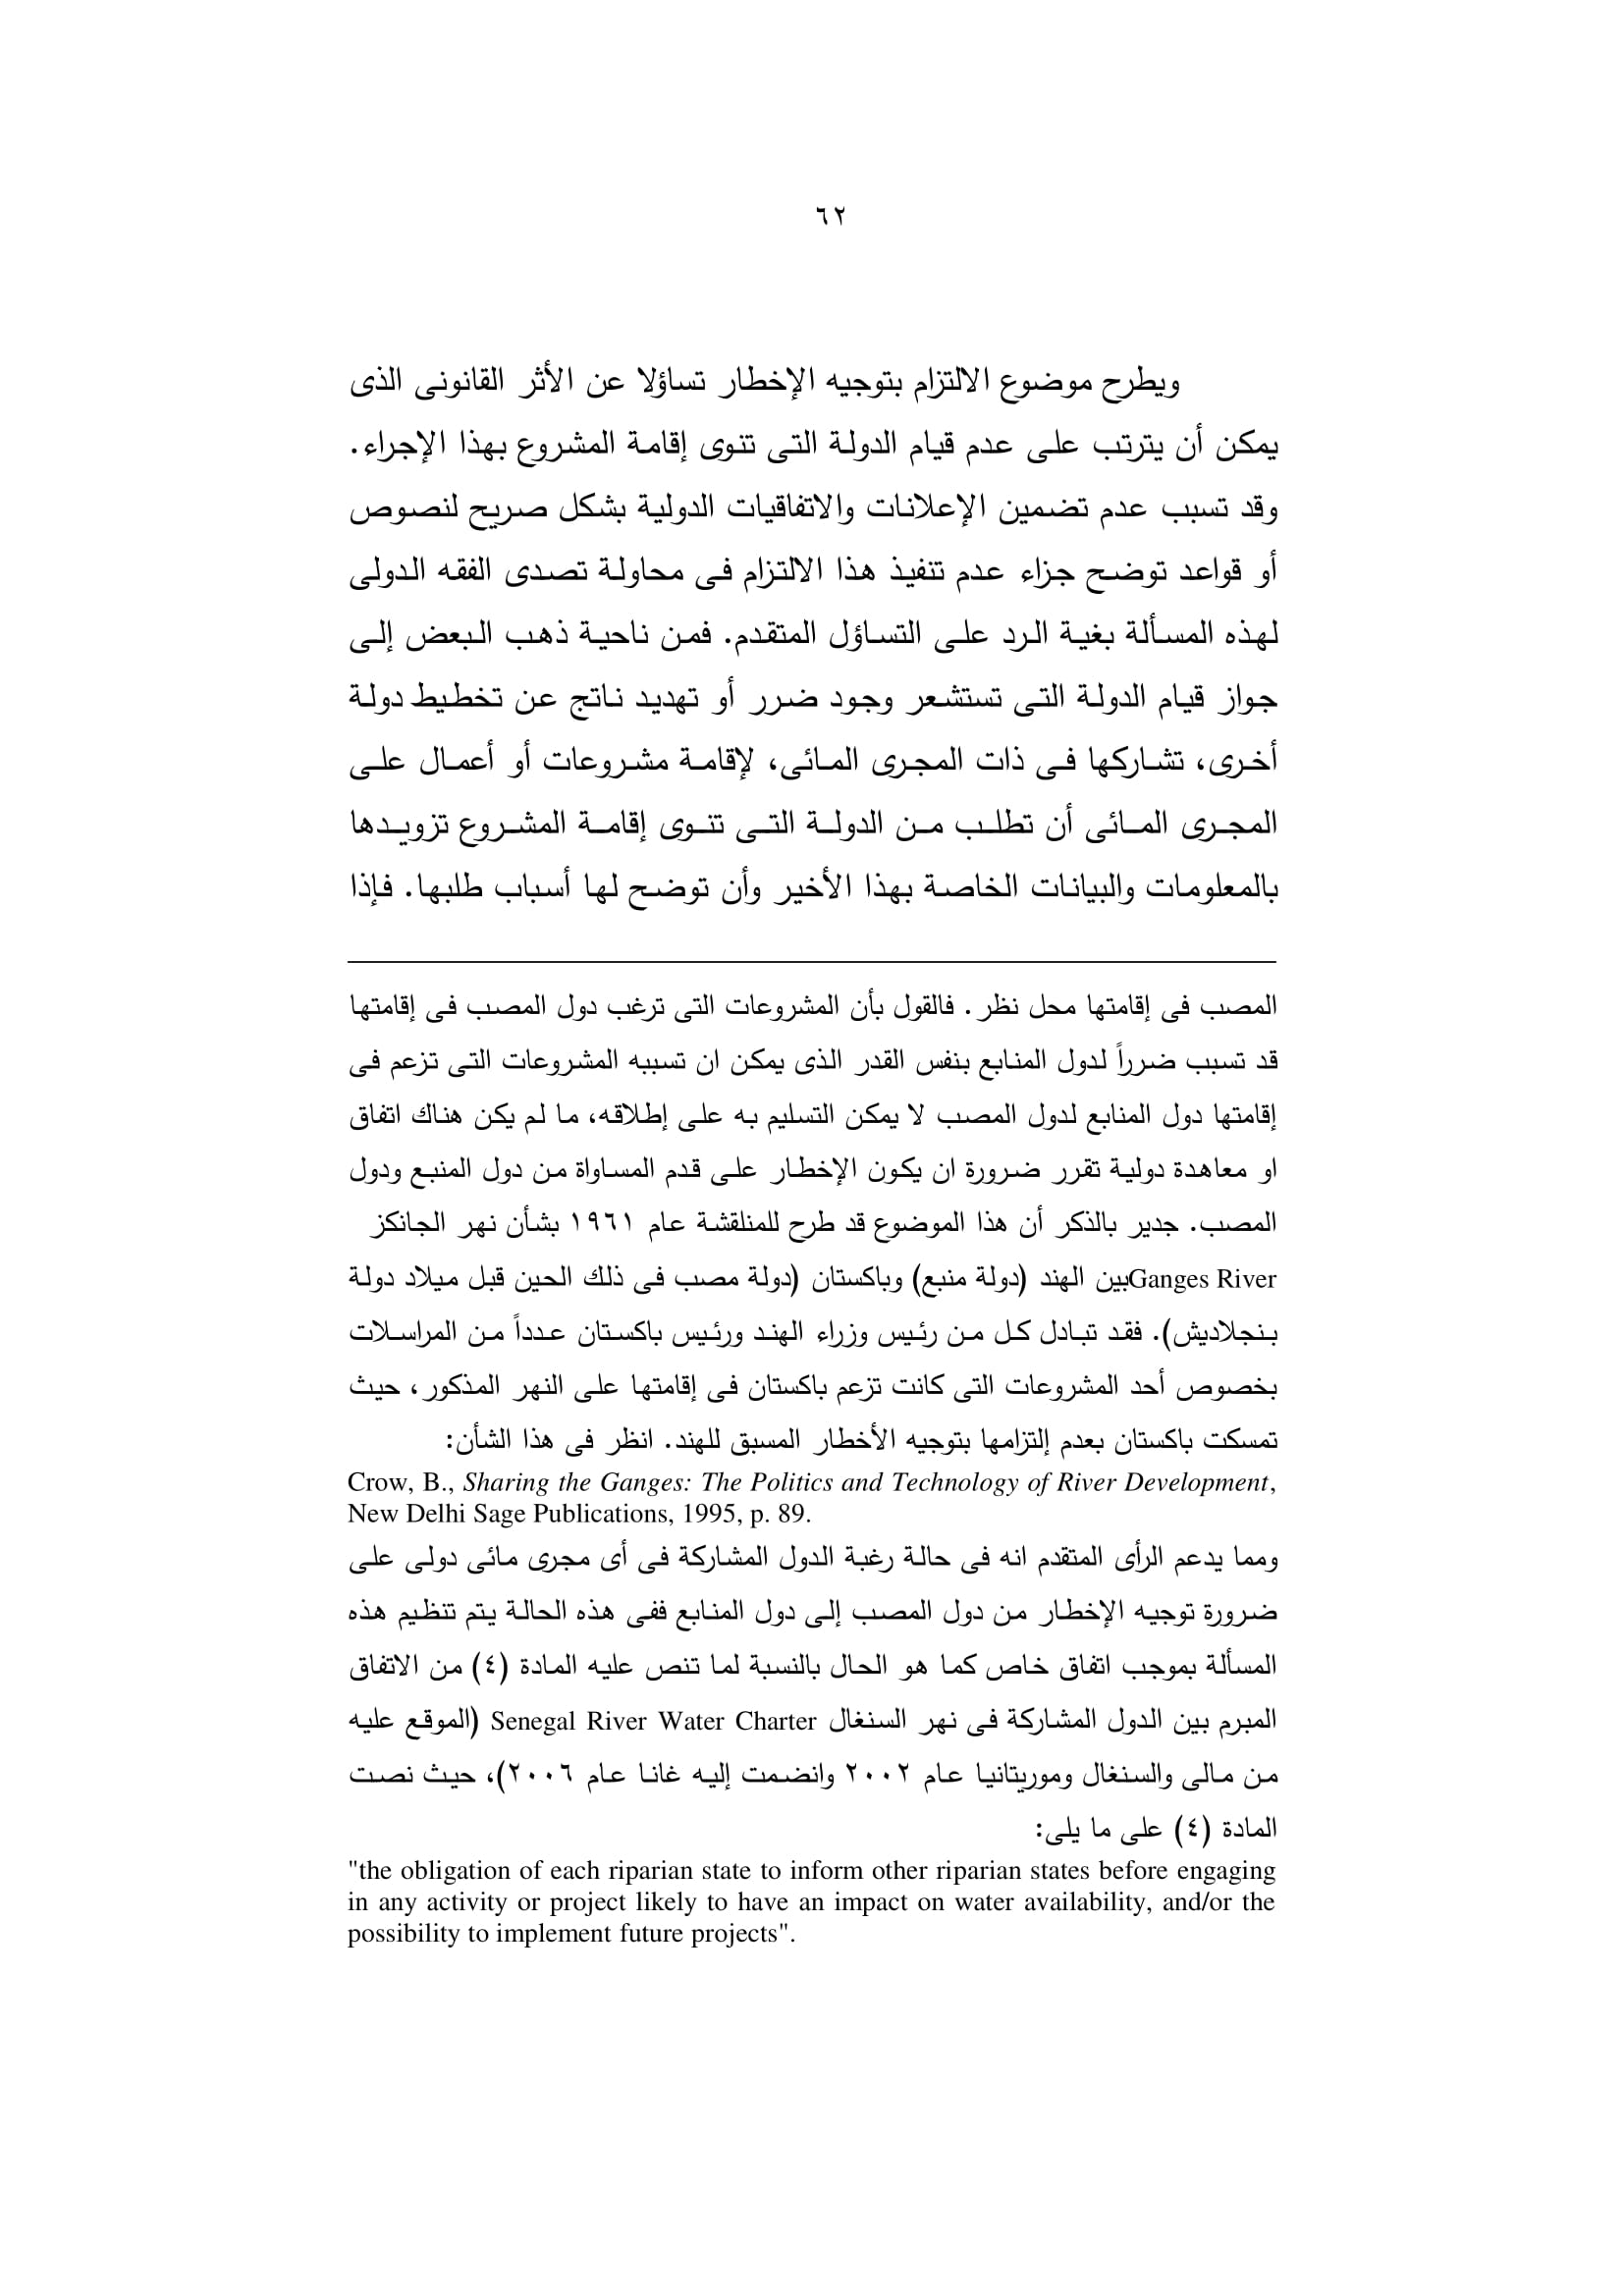 ٦٢
ويطرح موضوع الالتزام بتوجيه الإخطار تساؤلا عن الأثر القانونى الذى
يمكن أن يترتب على عدم قيام الدولة التى تنوى إقامة المشروع بهذا الإجراء.
وقد تسبب عدم تضمين الإعلانات والاتفاقيات الدولية بشكل صريح لنصوص
أو قواعد توضح جزاء عدم تنفيذ هذا الالتزام فى محاولة تصدى الفقه الدولى
لهذه المسألة بغية الرد على التساؤل المتقدم. فمن ناحية ذهب البعض إلى
جواز قيام الدولة التى تستشعر وجود ضرر أو تهديد ناتج عن تخطيط دولة
أخرى، تشاركها فى ذات المجرى المائى، لإقامة مشروعات أو أعمال على
المجرى المائى أن تطلب من الدولة التى تنوى إقامة المشروع تزويدها
بالمعلومات والبيانات الخاصة بهذا الأخير وأن توضح لها أسباب طلبها. فإذا
المصب فى إقامتها محل نظر. فالقول بأن المشروعات التى ترغب دول المصب فى إقامتها
قد تسبب ضرراً لدول المنابع بنفس القدر الذى يمكن ان تسببه المشروعات التى تزعم فى
إقامتها دول المنابع لدول المصب لا يمكن التسليم به على إطلاقه، ما لم يكن هناك اتفاق
او معاهدة دولية تقرر ضرورة ان يكون الإخطار على قدم المساواة من دول المنبع ودول
المصب. جدير بالذكر أن هذا الموضوع قد طرح للمنلقشة عام ١٩٦١ بشأن نهر الجانكز
Ganges River بين الهند (دولة منبع) وباكستان (دولة مصب فى ذلك الحين قبل ميلاد دولة
بنجلاديش). فقد تبادل كل من رئيس وزراء الهند ورئيس باكستان عدداً من المراسلات
بخصوص أحد المشروعات التى كانت تزعم باكستان فى إقامتها على النهر المذكور، حيث
تمسكت باكستان بعدم إلتزامها بتوجيه الأخطار المسبق للهند. انظر فى هذا الشأن:
Crow, B., Sharing the Ganges: The Politics and Technology of River Development,
New Delhi Sage Publications, 1995, p. 89.
ومما يدعم الرأى المتقدم انه فى حالة رغبة الدول المشاركة فى أى مجرى مائى دولى على
ضرورة توجيه الإخطار من دول المصب إلى دول المنابع ففى هذه الحالة يتم تنظيم هذه
المسألة بموجب اتفاق خاص كما هو الحال بالنسبة لما تنص عليه المادة (٤) من الاتفاق
المبرم بين الدول المشاركة فى نهر السنغال Senegal River Water Charter (الموقع عليه
من مالى والسنغال وموريتانيا عام ٢٠٠٢ وانضمت إليه غانا عام ٢٠٠٦)، حيث نصت
المادة (٤) على ما يلى:
"the obligation of each riparian state to inform other riparian states before engaging
in any activity or project likely to have an impact on water availability, and/or the
possibility to implement future projects".